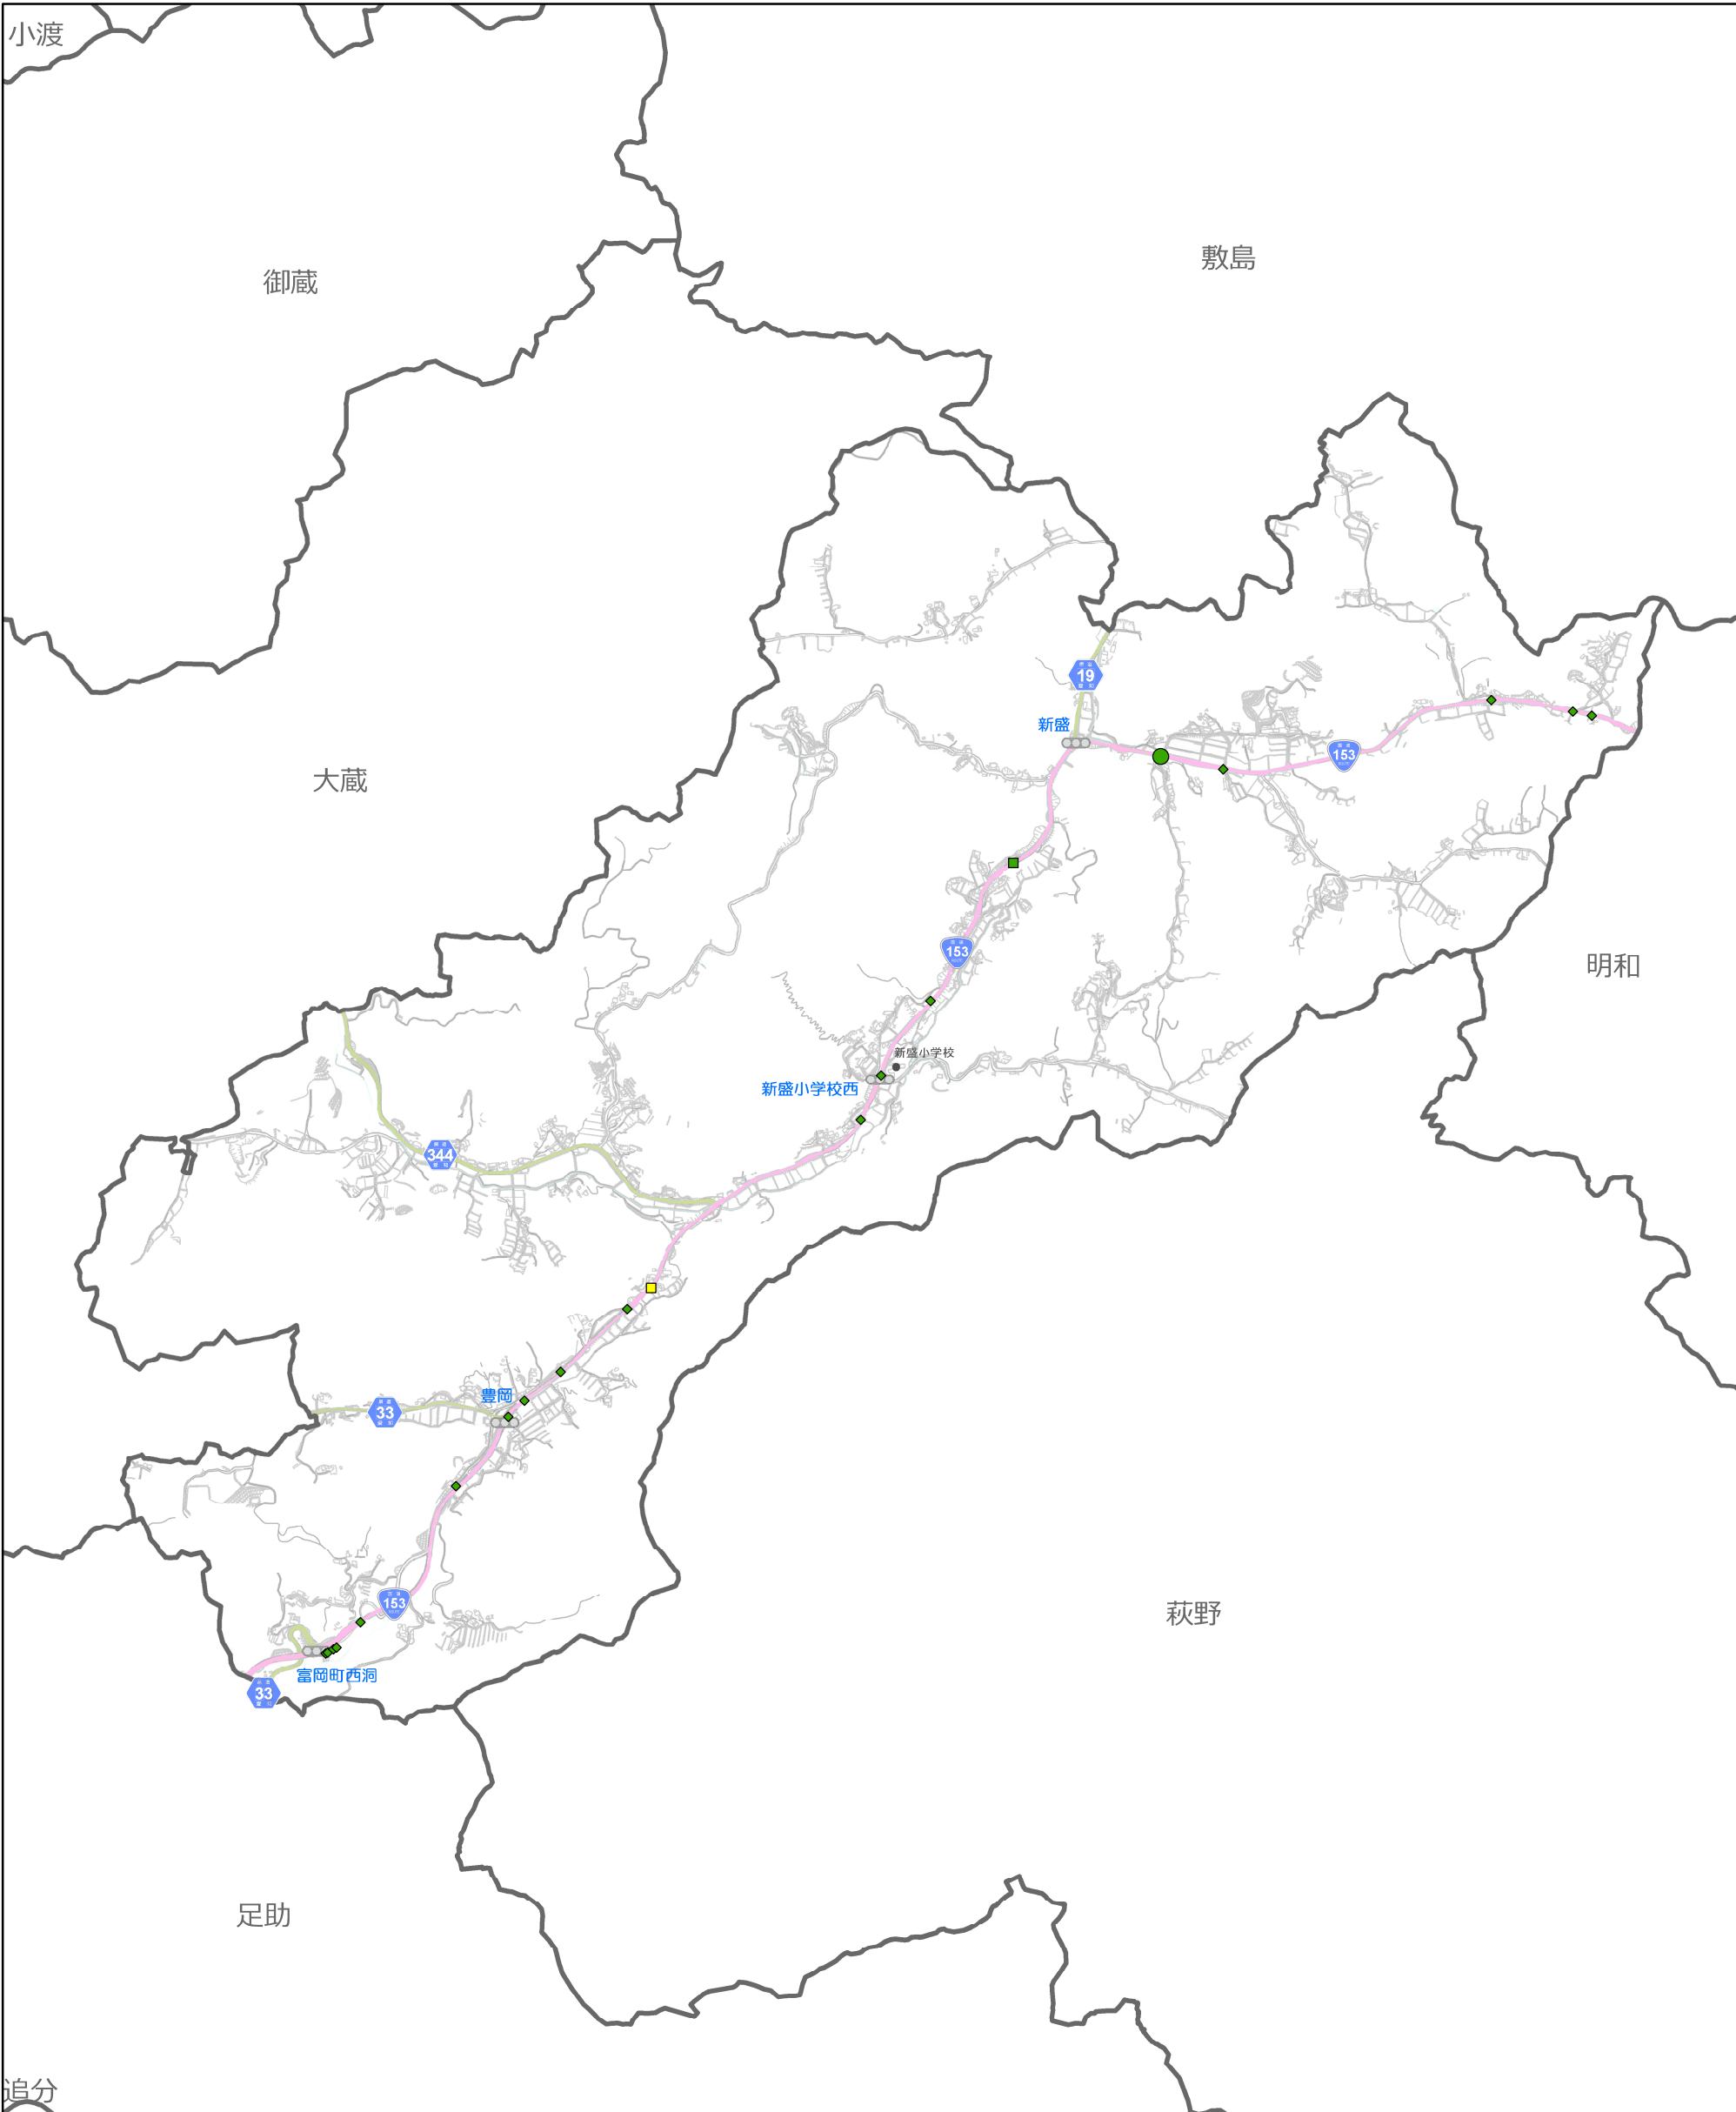 小渡
敷島
御蔵
19
新盛
153
大蔵
153
明和
新盛小学校
新盛小学校西
344
豊岡
33
153
萩野
富岡町西洞
33
足助
追分